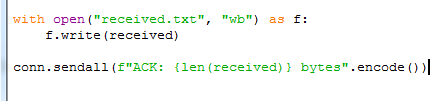 with open("received.txt", "wb") as f:
    f.write(received)
conn.sendall(f"ACK: {len(received)} bytes".encode())